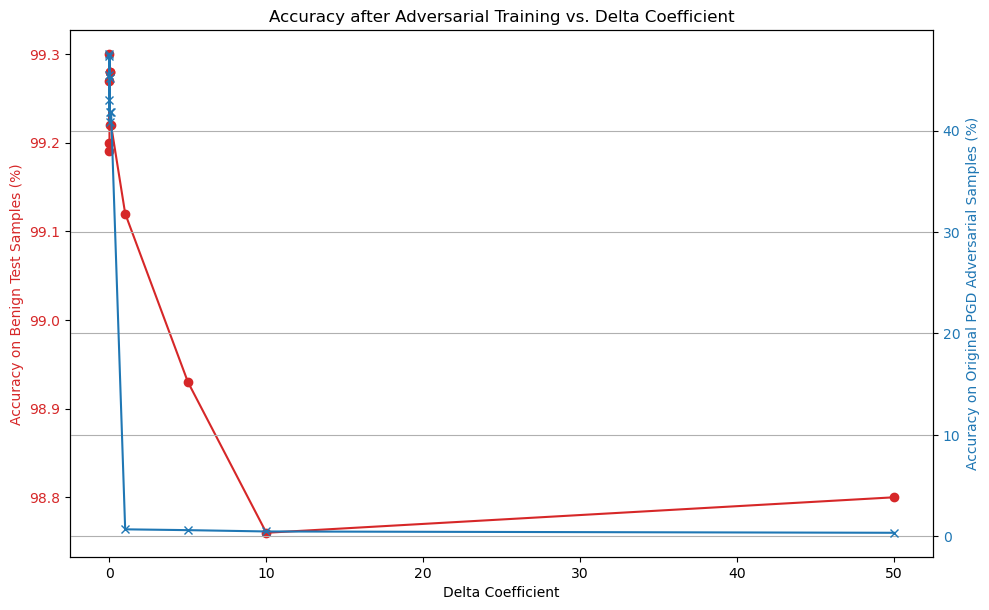 Accuracy after Adversarial Training vs. Delta Coefficient
99.3
99.2
99.1
99.0
98.9
98.8
Accuracy on Benign Test Samples (%)
40
30
20
10
0
Accuracy on Original PGD Adversarial Samples (%)
0 10 20 30 40 50
Delta Coefficient